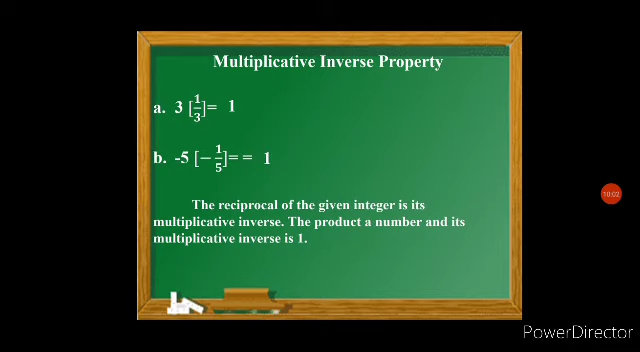 Multiplicative Inverse Property
a. 3 [1/3]= 1
b. -5 [−1/5]= = 1
The reciprocal of the given integer is its
multiplicative inverse. The product a number and its
multiplicative inverse is 1.
10:02
PowerDirector